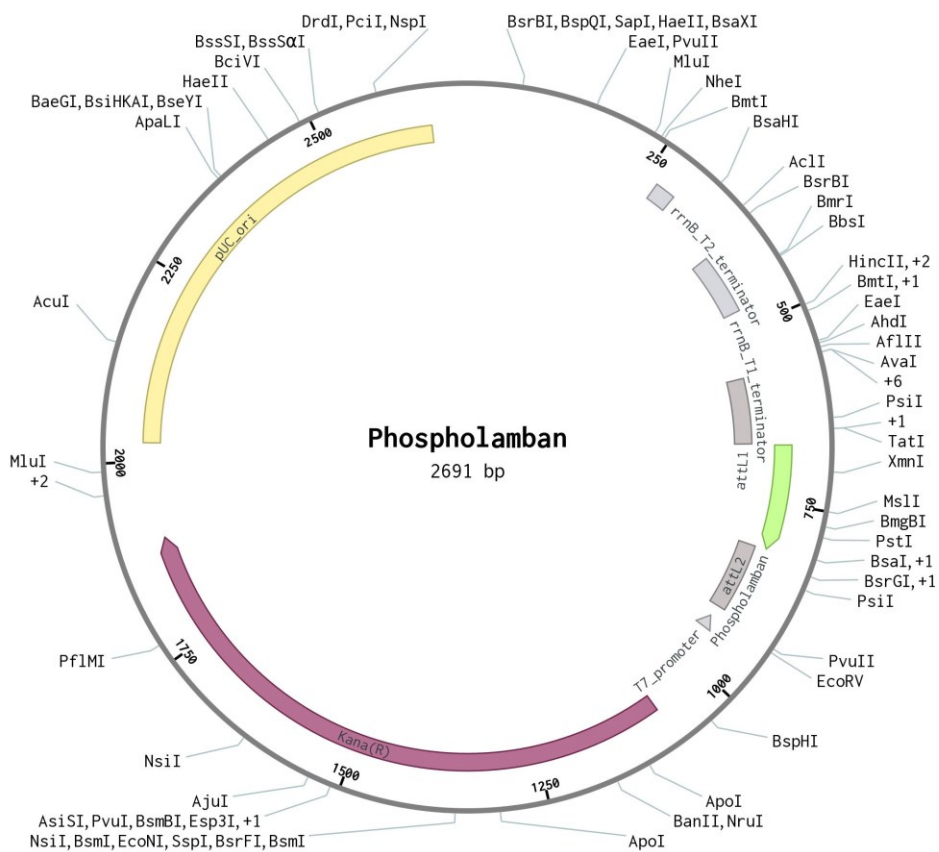 DrdI,PciI,NspI
BsrBI,BspQI,SapI,HaeII,BsaXI
BssSI,BssSαI
EaeI,PvuII
BciVI
MluI
HaeII
NheI
BaeGI,BsiHKAI,BseYI
BmtI
ApaLI
BsaHI
2500
250
AclI
BsrBI
BmrI
BbsI
rrnB_T2_terminator
pUC_ori
2250
HincII,+2
BmtI,+1
500
EaeI
AcuI
AhdI
AflII
AvaI
rrnB_T1_terminator
+6
PsiI
+1
Phospholamban
TatI
2691 bp
attL1
MluI
2000
XmnI
+2
750
MslI
BmgBI
PstI
BsaI,+1
attL2
BsrGI,+1
Phospholamban
PsiI
T7_promoter
PflMI
1750
PvuII
EcoRV
1000
Kana(R)
BspHI
NsiI
1500
1250
AjuI
ApoI
AsiSI,PvuI,BsmBI,Esp3I,+1
BanII,NruI
NsiI,BsmI,EcoNI,SspI,BsrFI,BsmI
ApoI